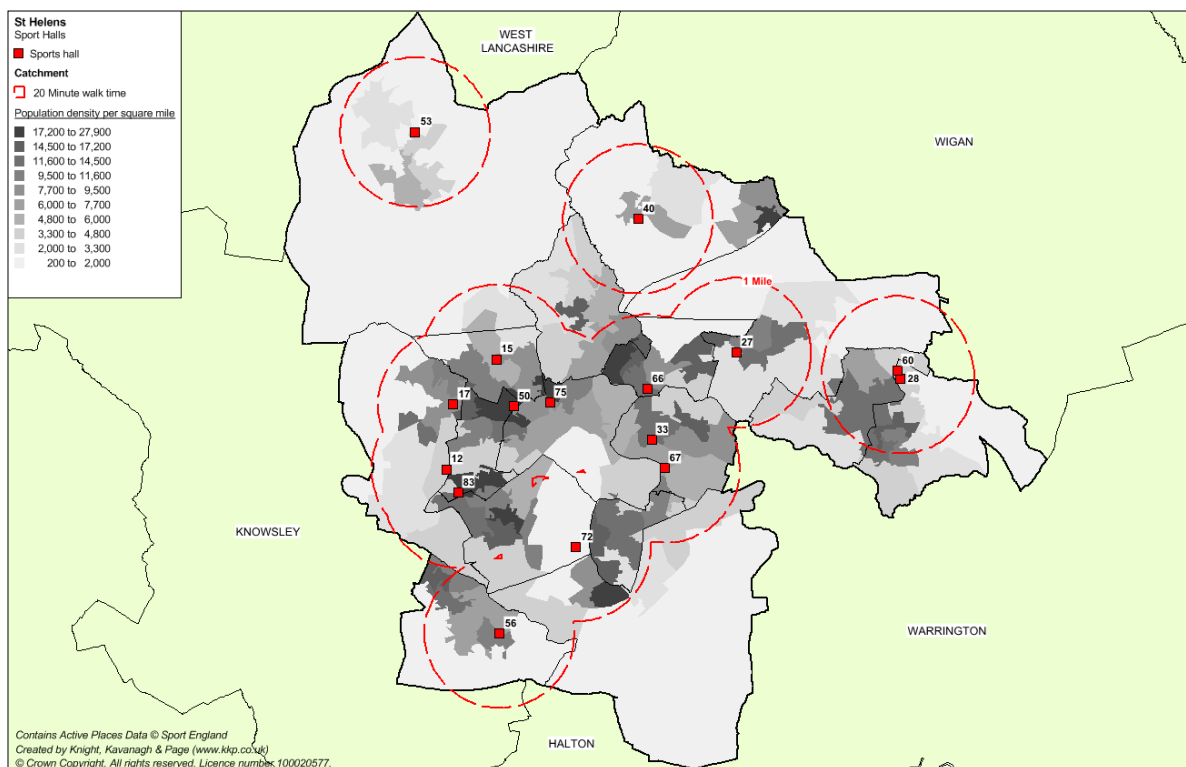 St Helens
Sport Halls
Sports hall
Catchment
20 Minute walk time
Population density per square mile
17,200 to 27,900
14,500 to 17,200
11,600 to 14,500
9,500 to 11,600
7,700 to 9,500
6,000 to 7,700
4,800 to 6,000
3,300 to 4,800
2,000 to 3,300
200 to 2,000
WEST
LANCASHIRE
WIGAN
53
40
1 Mile
27
15
60
28
66
17
50
75
33
12
67
83
KNOWSLEY
72
56
WARRINGTON
HALTON
Contains Active Places Data © Sport England
Created by Knight, Kavanagh & Page (www.kkp.co.uk)
© Crown Copyright. All rights reserved. Licence number 100020577.